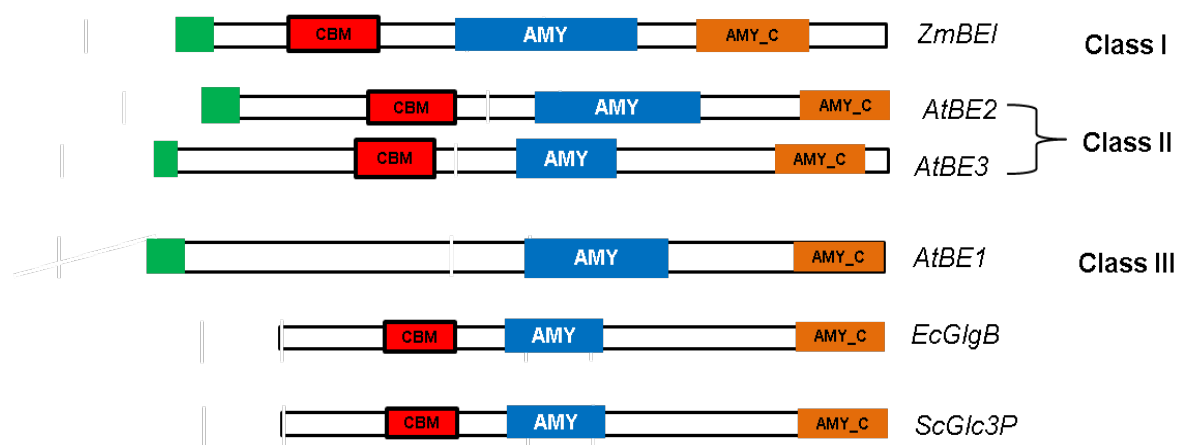 CBM AMY AMY_C ZmBEI Class I
CBM AMY AMY_C AtBE2
Class II
CBM AMY AMY_C AtBE3
AMY AMY_C AtBE1 Class III
CBM AMY AMY_C EcGlgB
CBM AMY AMY_C ScGlc3P